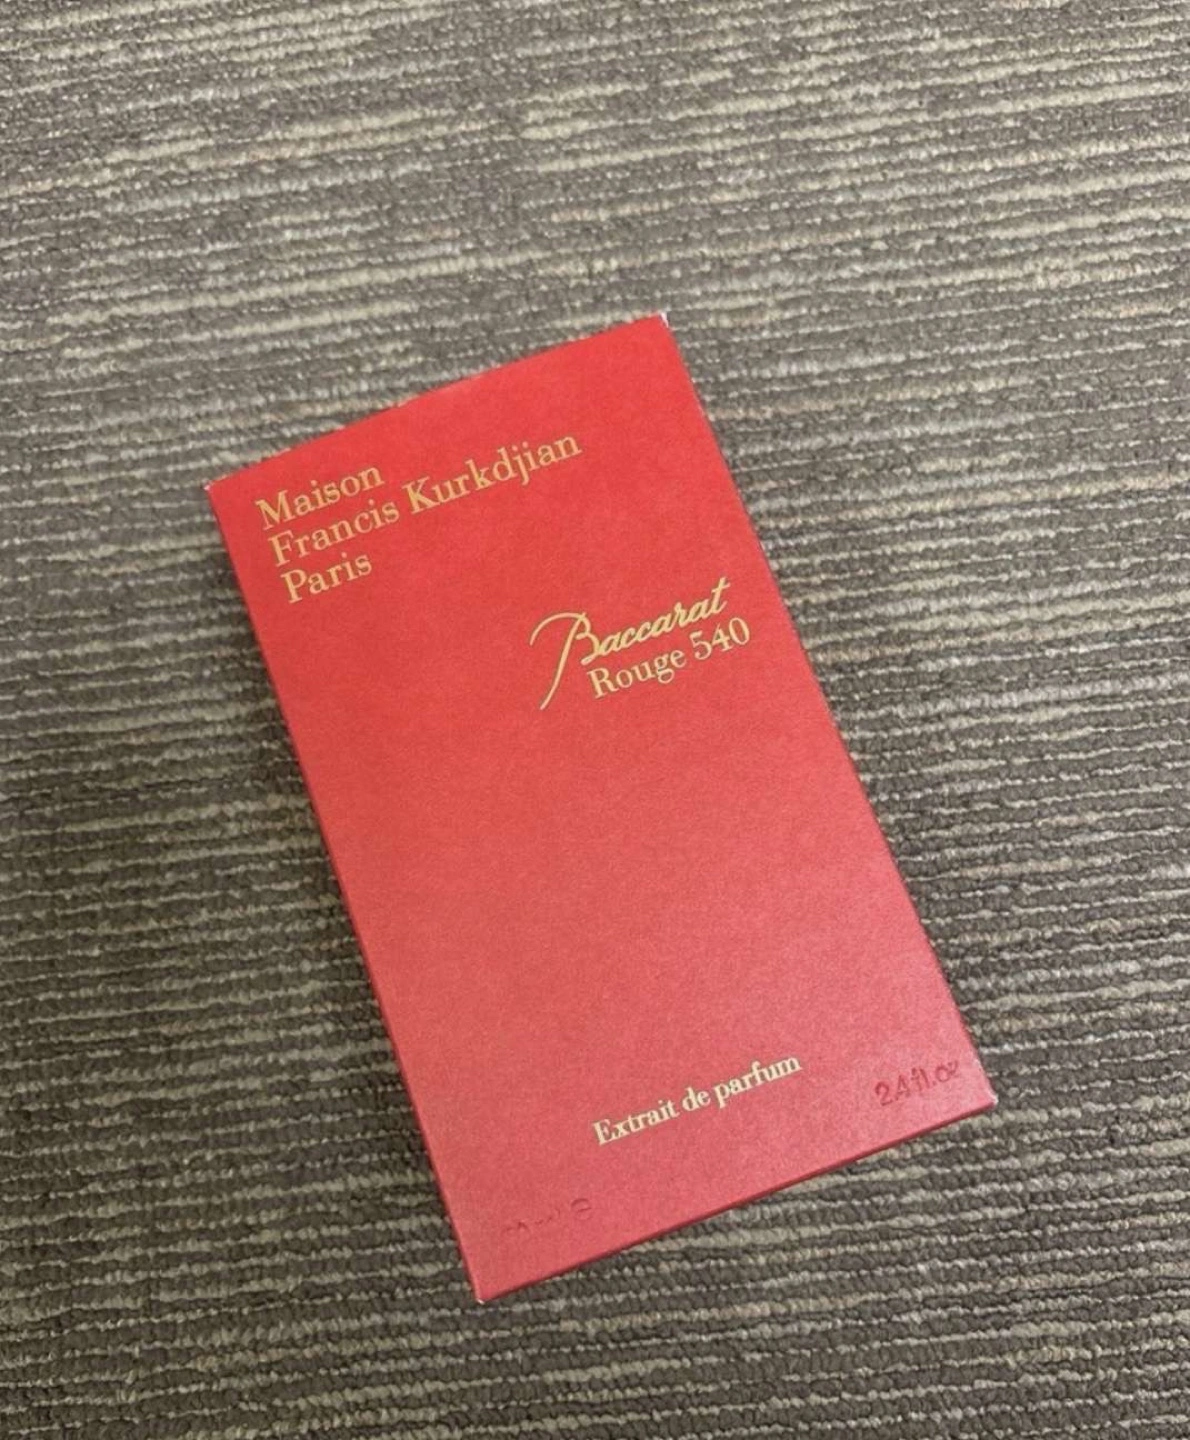 Maison
Francis Kurkdjian
Paris
Baccarat
Rouge 540
Extrait de parfum
2.4 fl.oz